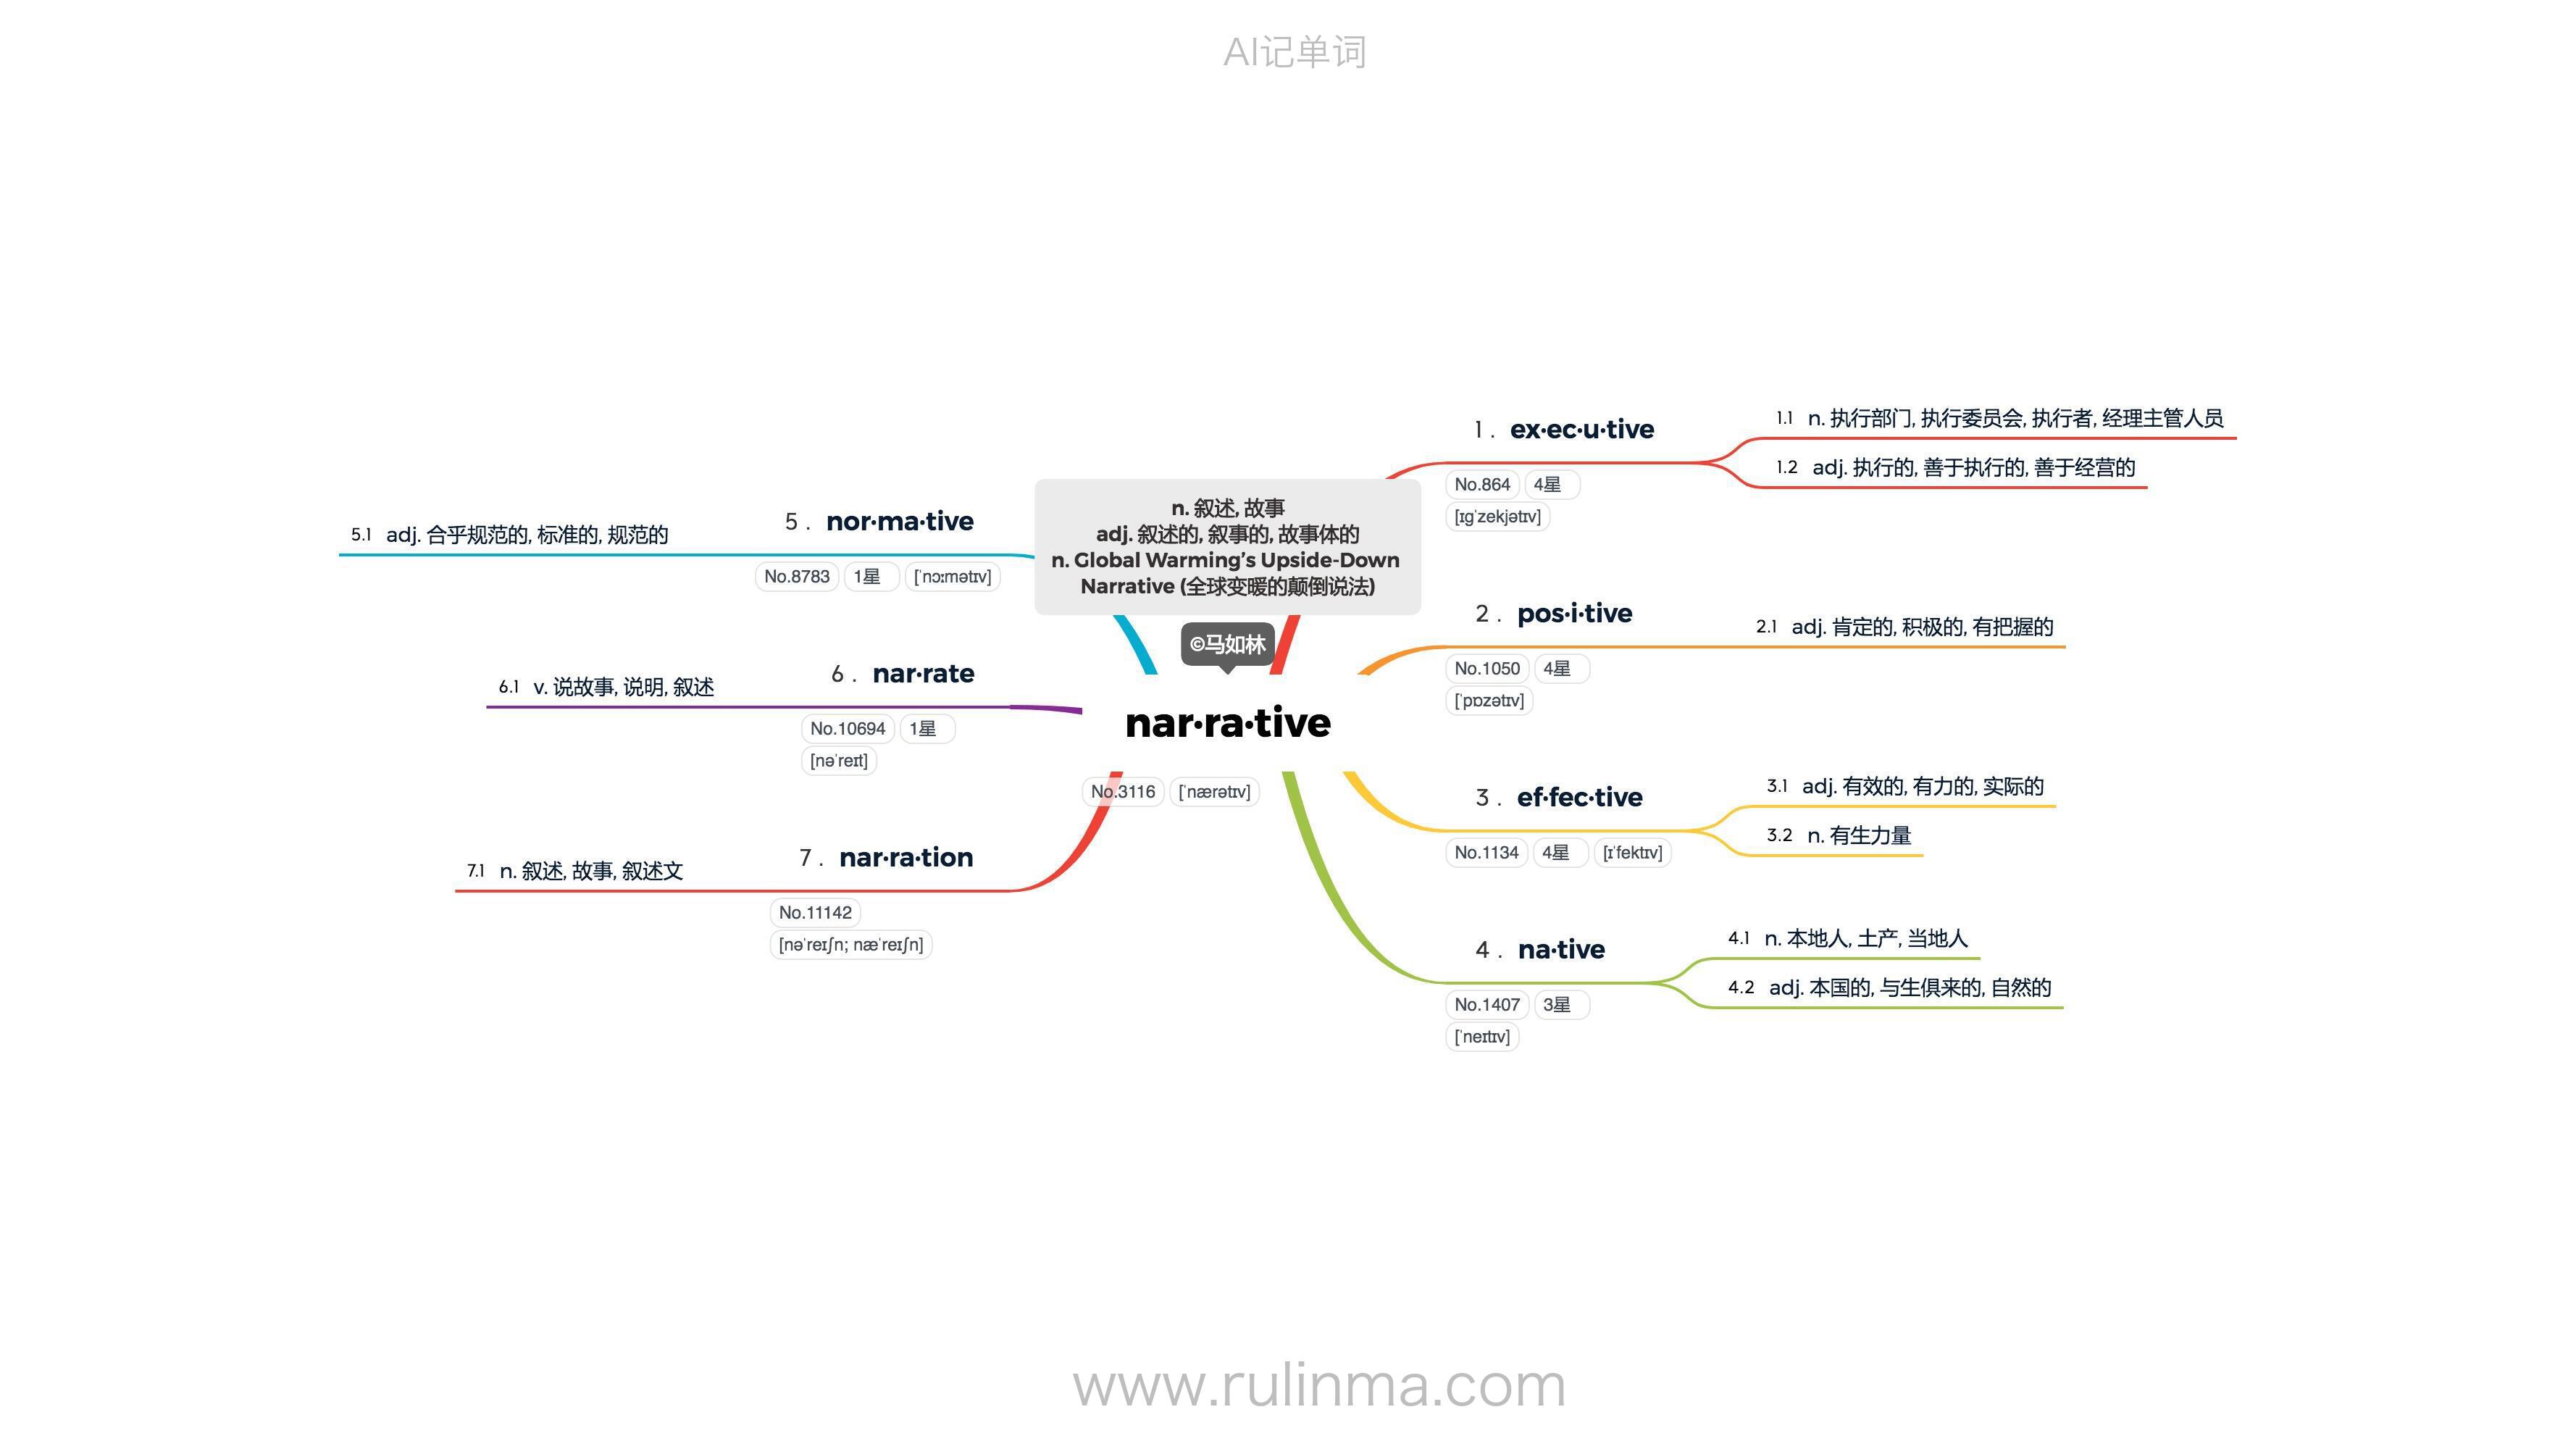 AI记单词
n. 叙述, 故事
adj. 叙述的, 叙事的, 故事体的
n. Global Warming’s Upside-Down
Narrative (全球变暖的颠倒说法)
©马如林
nar·ra·tive
No.3116 [ˈnærətɪv]
1 . ex·ec·u·tive
No.864 4星
[ɪɡˈzekjətɪv]
1.1 n. 执行部门, 执行委员会, 执行者, 经理主管人员
1.2 adj. 执行的, 善于执行的, 善于经营的
2 . pos·i·tive
No.1050 4星
[ˈpɒzətɪv]
2.1 adj. 肯定的, 积极的, 有把握的
3 . ef·fec·tive
No.1134 4星 [ɪˈfektɪv]
3.1 adj. 有效的, 有力的, 实际的
3.2 n. 有生力量
4 . na·tive
No.1407 3星
[ˈneɪtɪv]
4.1 n. 本地人, 土产, 当地人
4.2 adj. 本国的, 与生俱来的, 自然的
5 . nor·ma·tive
No.8783 1星 [ˈnɔːmətɪv]
5.1 adj. 合乎规范的, 标准的, 规范的
6 . nar·rate
No.10694 1星
[nəˈreɪt]
6.1 v. 说故事, 说明, 叙述
7 . nar·ra·tion
No.11142
[nəˈreɪʃn; næˈreɪʃn]
7.1 n. 叙述, 故事, 叙述文
www.rulinma.com